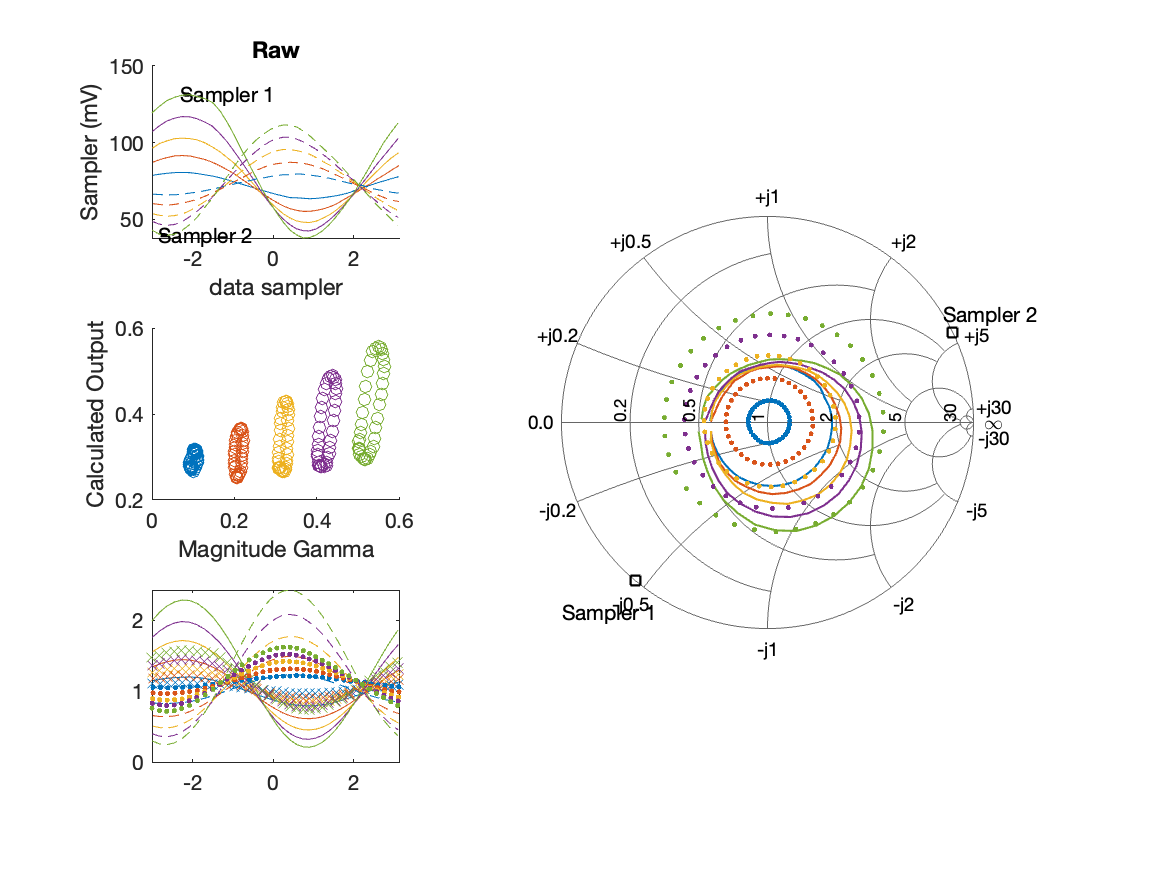 Raw
150
100
50
Sampler (mV)
Sampler 1
Sampler 2
-2
0
2
data sampler
0.6
0.4
0.2
Calculated Output
0
0.2
0.4
0.6
Magnitude Gamma
2
1
0
-2
0
2
+j1
+j0.5
+j2
Sampler 2
+j0.2
+j5
0.0
0.2
0.5
1
2
5
30
+j30
∞
-j30
-j0.2
-j5
-j0.5
Sampler 1
-j2
-j1